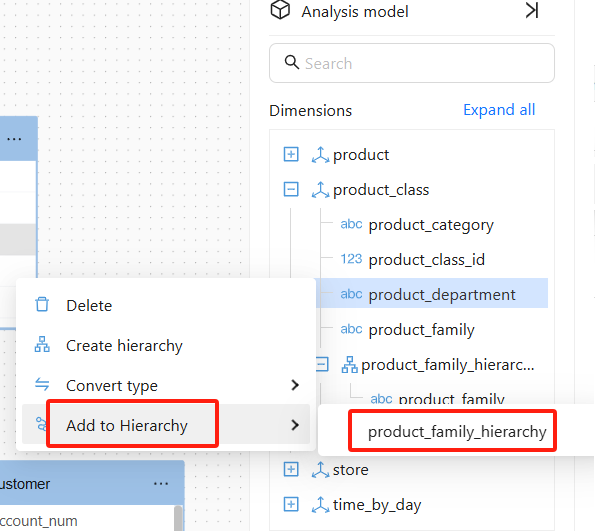 Analysis model
Search
Dimensions
Expand all
product
product_class
abc product_category
123 product_class_id
abc product_department
abc product_family
product_family_hierarc...
abc product_family
Delete
Create hierarchy
Convert type
Add to Hierarchy
product_family_hierarchy
store
time_by_day
ustomer
ccount_num